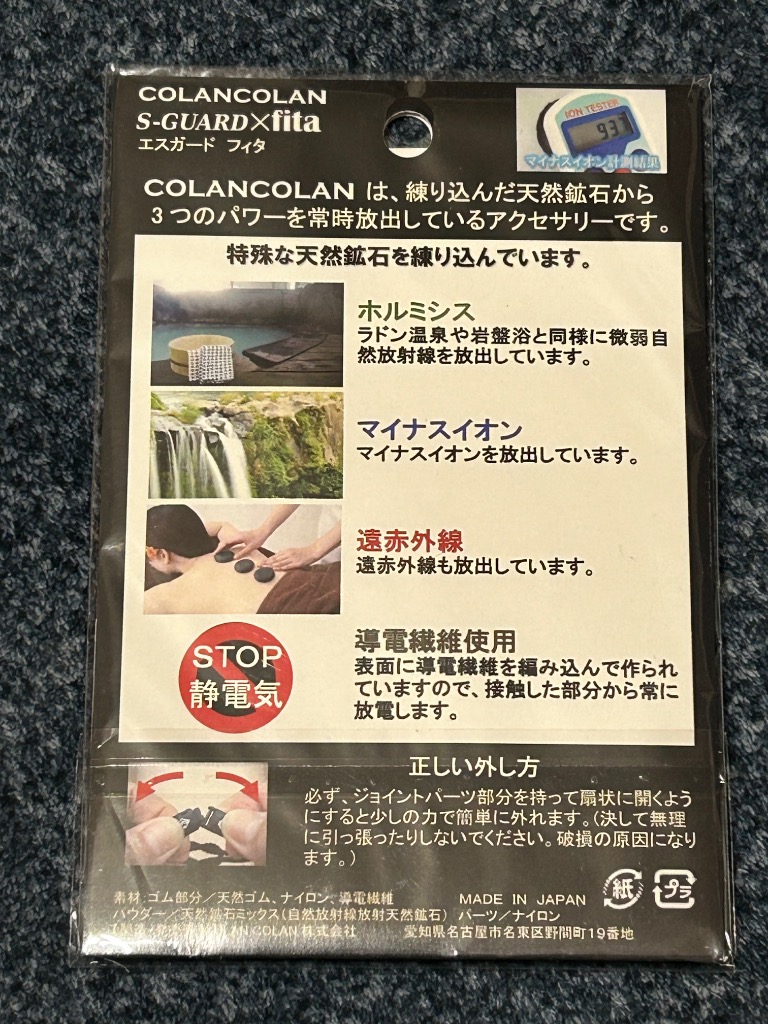 COLANCOLAN
S-GUARD×fita
エスガード フィタ
ION TESTER
937
マイナスイオン計測結果
COLANCOLAN は、練り込んだ天然鉱石から
3つのパワーを常時放出しているアクセサリーです。
特殊な天然鉱石を練り込んでいます。
ホルミシス
ラドン温泉や岩盤浴と同様に微弱自
然放射線を放出しています。
マイナスイオン
マイナスイオンを放出しています。
遠赤外線
遠赤外線も放出しています。
STOP
静電気
導電繊維使用
表面に導電繊維を編み込んで作られ
ていますので、接触した部分から常に
放電します。
正しい外し方
必ず、ジョイントパーツ部分を持って扇状に開くよう
にすると少しの力で簡単に外れます。(決して無理
に引っ張ったりしないでください。破損の原因になり
ます。)
素材 ゴム部分/天然ゴム、ナイロン、導電繊維
MADE IN JAPAN
紙
プラ
パウダー/天然鉱石ミックス(自然放射線放射天然鉱石) パーツ/ナイロン
COLAN株式会社 愛知県名古屋市名東区野間町19番地